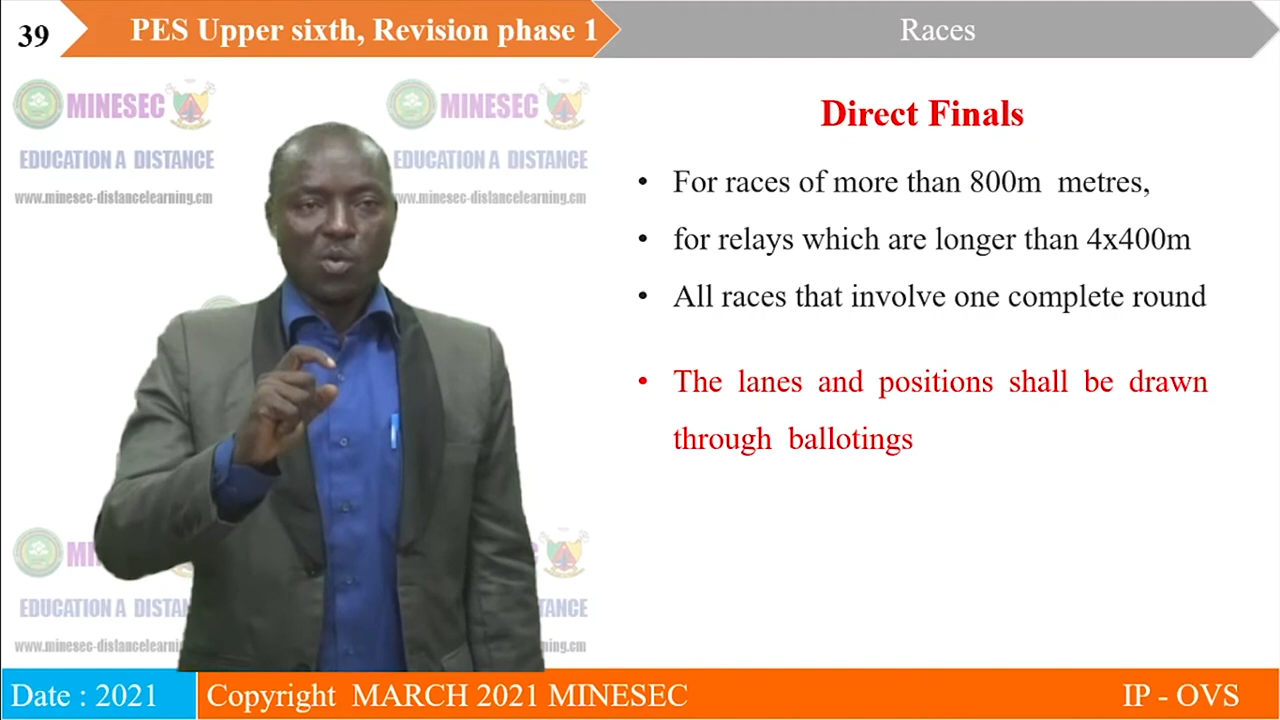 39
PES Upper sixth, Revision phase 1
Races
MINESEC
EDUCATION A DISTANCE
www.minesec-distancelearning.cm
MINESEC
EDUCATION A DISTANCE
www.minesec-distancelearning.cm
Direct Finals
• For races of more than 800m metres,
• for relays which are longer than 4x400m
• All races that involve one complete round
• The lanes and positions shall be drawn
through ballotings
EDUCATION A
www.minesec-
Date : 2021
Copyright MARCH 2021 MINESEC
IP - OVS